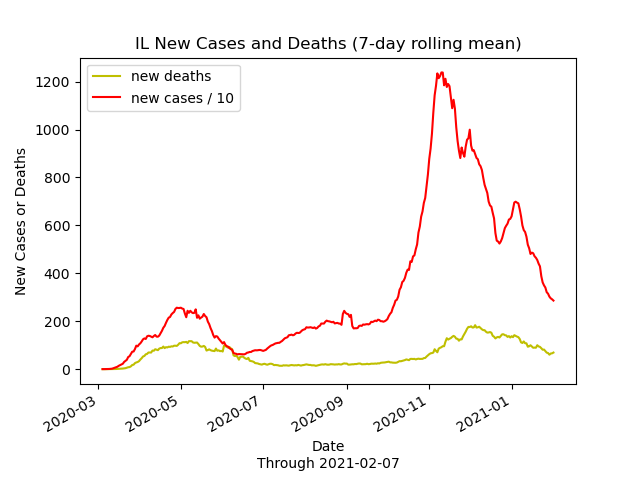 IL New Cases and Deaths (7-day rolling mean)
new deaths
new cases / 10
New Cases or Deaths
1200
1000
800
600
400
200
0
2020-03
2020-05
2020-07
2020-09
2020-11
2021-01
Date
Through 2021-02-07